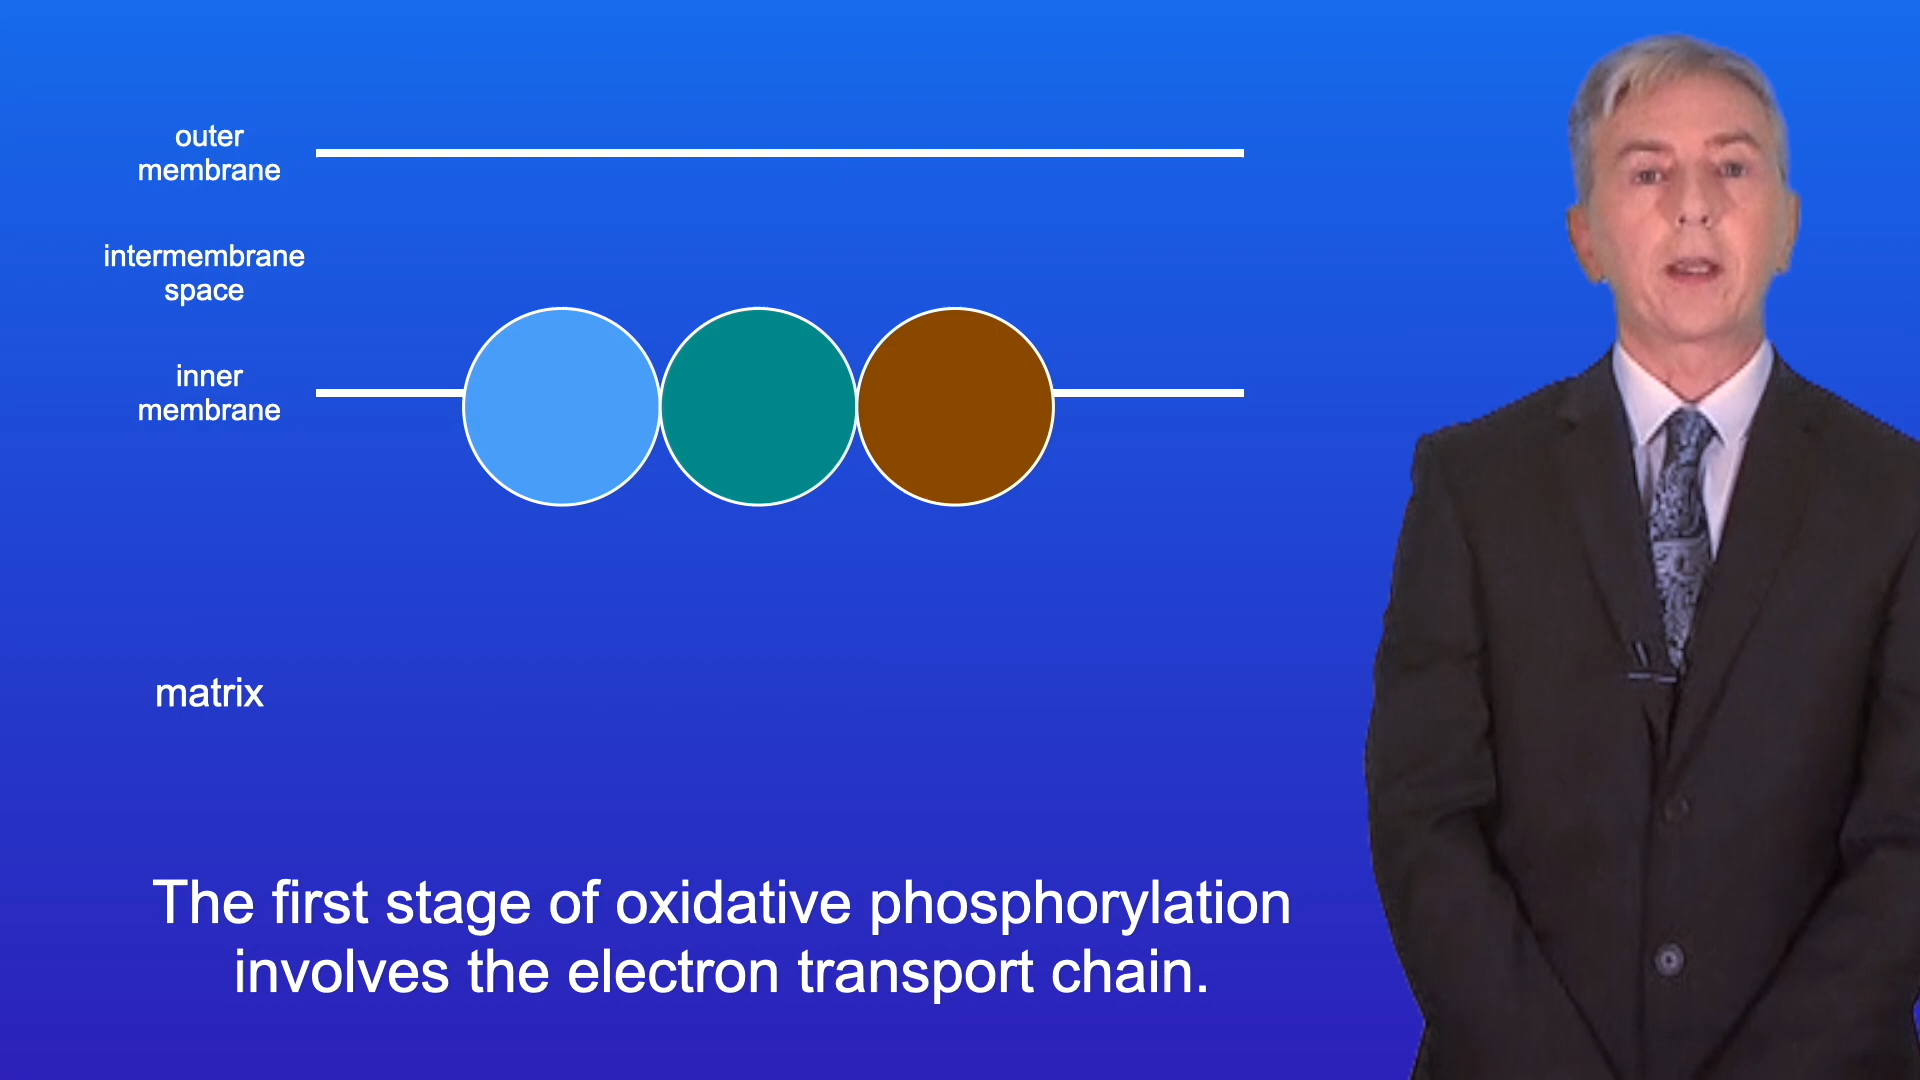 outer
membrane
intermembrane
space
inner
membrane
matrix
The first stage of oxidative phosphorylation
involves the electron transport chain.